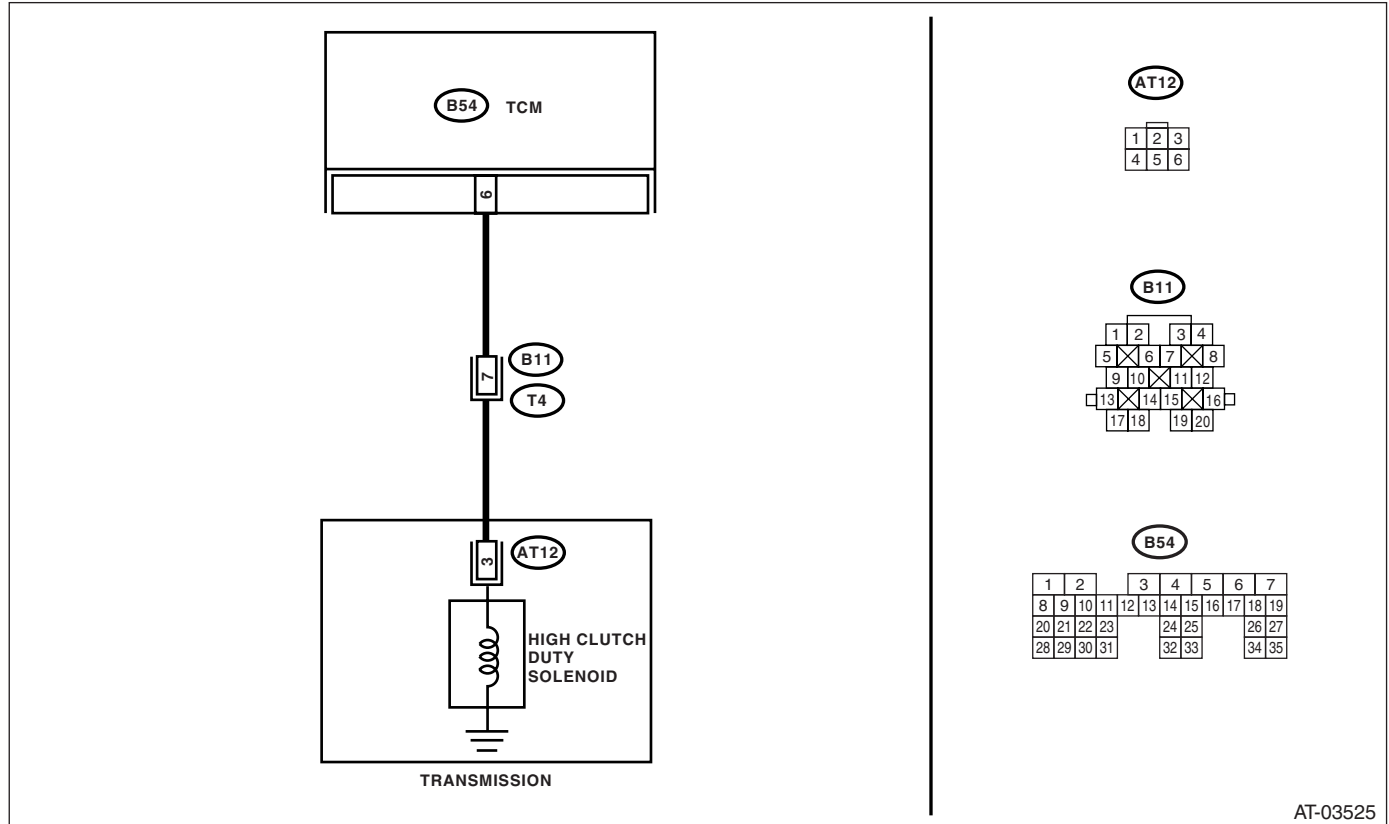 B54 TCM
6
B11
7
T4
AT12
3
HIGH CLUTCH
DUTY
SOLENOID
TRANSMISSION
AT12
1 2 3
4 5 6
B11
1 2 3 4
5 6 7 8
9 10 11 12
13 14 15 16
17 18 19 20
B54
1 2 3 4 5 6 7
8 9 10 11 12 13 14 15 16 17 18 19
20 21 22 23 24 25 26 27
28 29 30 31 32 33 34 35
AT-03525